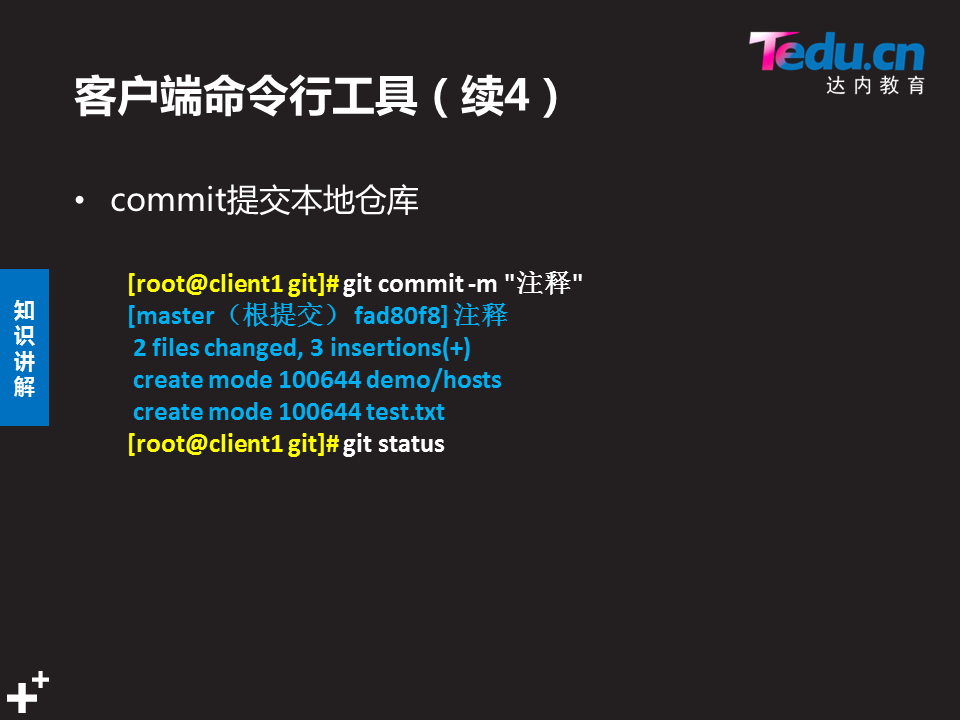 Tedu.cn
达内教育
客户端命令行工具（续4）
• commit提交本地仓库
[root@client1 git]# git commit -m "注释"
[master（根提交） fad80f8] 注释
2 files changed, 3 insertions(+)
create mode 100644 demo/hosts
create mode 100644 test.txt
[root@client1 git]# git status
知
识
讲
解